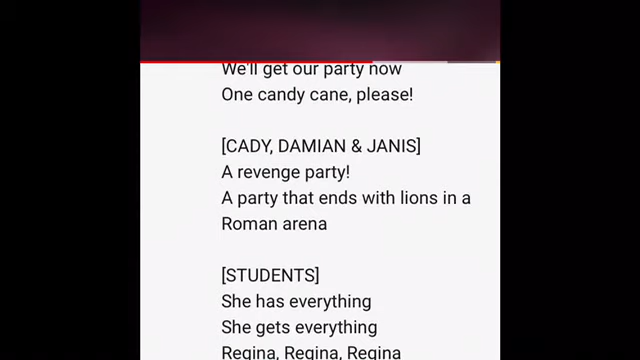 We'll get our party now
One candy cane, please!
[CADY, DAMIAN & JANIS]
A revenge party!
A party that ends with lions in a
Roman arena
[STUDENTS]
She has everything
She gets everything
Regina, Regina, Regina